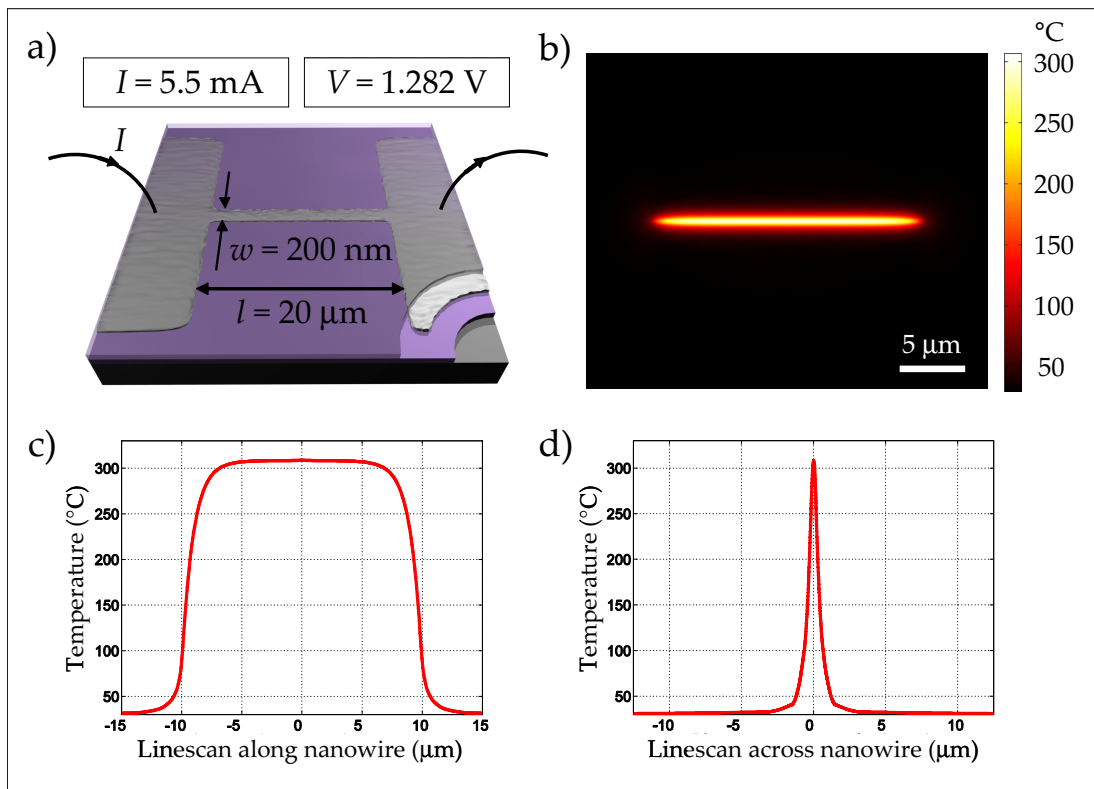 a)
I = 5.5 mA
V = 1.282 V
I
w = 200 nm
l = 20 μm
b)
°C
300
250
200
150
100
50
5 μm
c)
Temperature (°C)
300
250
200
150
100
50
-15 -10 -5 0 5 10 15
Linescan along nanowire (μm)
d)
Temperature (°C)
300
250
200
150
100
50
-10 -5 0 5 10
Linescan across nanowire (μm)